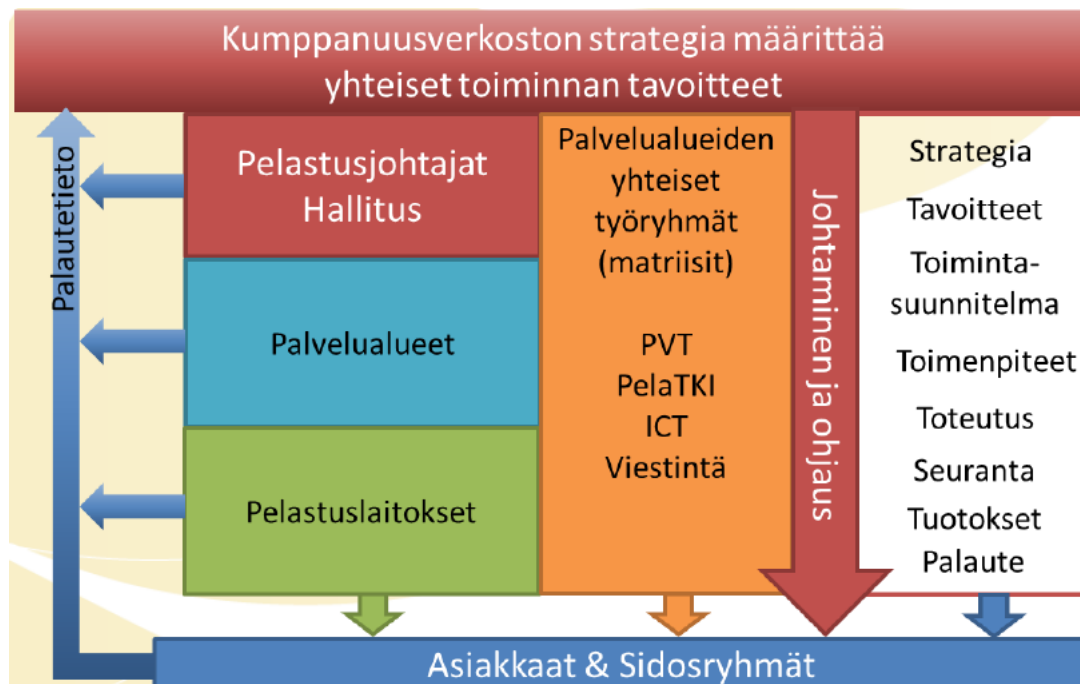 Kumppanuusverkoston strategia määrittää
yhteiset toiminnan tavoitteet
Palautetieto
Pelastusjohtajat
Hallitus
Palvelualueet
Pelastuslaitokset
Palvelualueiden
yhteiset
työryhmät
(matriisit)
PVT
PelaTKI
ICT
Viestintä
Johtaminen ja ohjaus
Strategia
Tavoitteet
Toiminta-
suunnitelma
Toimenpiteet
Toteutus
Seuranta
Tuotokset
Palaute
Asiakkaat & Sidosryhmät